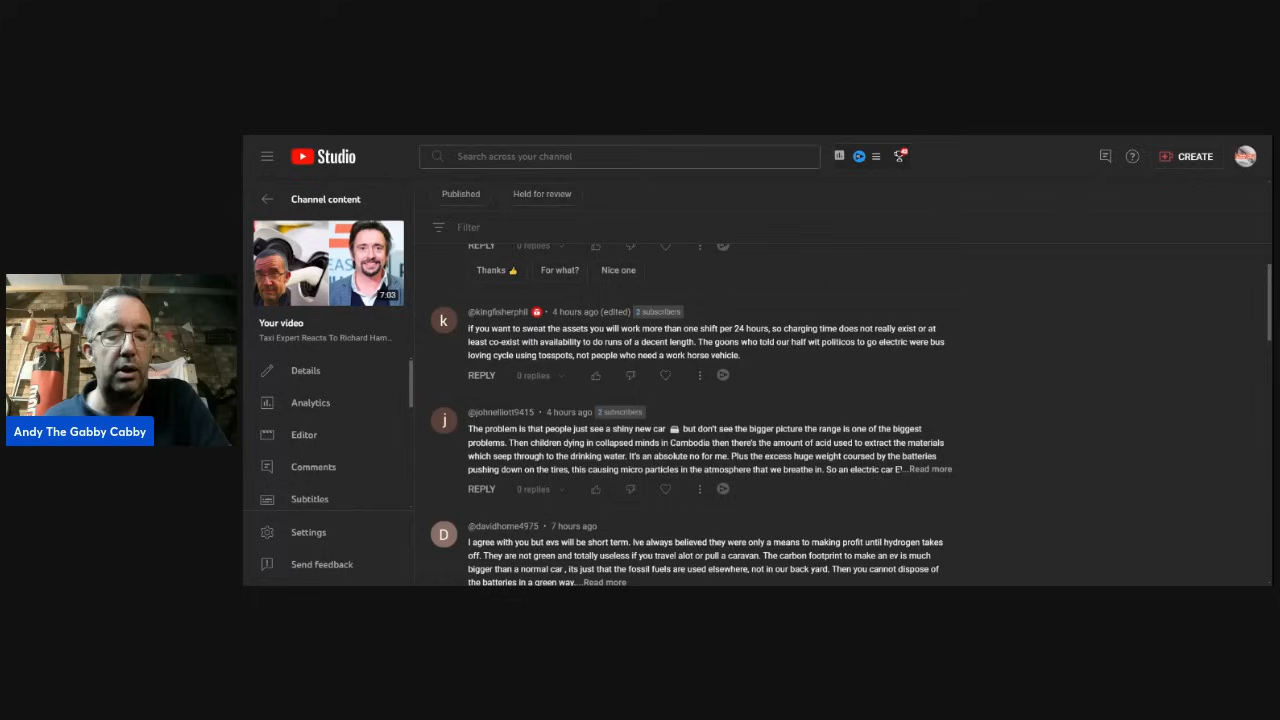 Studio
Search across your channel
CREATE
Channel content
7:03
Your video
Taxi Expert Reacts To Richard Ham...
Details
Analytics
Editor
Comments
Subtitles
Settings
Send feedback
Andy The Gabby Cabby
Published
Held for review
Filter
REPLY
0 replies
Thanks 👍
For what?
Nice one
k
@kingfisherphil • 4 hours ago (edited) 2 subscribers
if you want to sweat the assets you will work more than one shift per 24 hours, so charging time does not really exist or at
least co-exist with availability to do runs of a decent length. The goons who told our half wit politicos to go electric were bus
loving cycle using tosspots, not people who need a work horse vehicle.
REPLY
0 replies
j
@johnelliott9415 • 4 hours ago 2 subscribers
The problem is that people just see a shiny new car 🚘 but don't see the bigger picture the range is one of the biggest
problems. Then children dying in collapsed minds in Cambodia then there's the amount of acid used to extract the materials
which seep through to the drinking water. It's an absolute no for me. Plus the excess huge weight coursed by the batteries
pushing down on the tires, this causing micro particles in the atmosphere that we breathe in. So an electric car E'...Read more
REPLY
0 replies
D
@davidhome4975 • 7 hours ago
I agree with you but evs will be short term. Ive always believed they were only a means to making profit until hydrogen takes
off. They are not green and totally useless if you travel alot or pull a caravan. The carbon footprint to make an ev is much
bigger than a normal car , its just that the fossil fuels are used elsewhere, not in our back yard. Then you cannot dispose of
the batteries in a green way....Read more